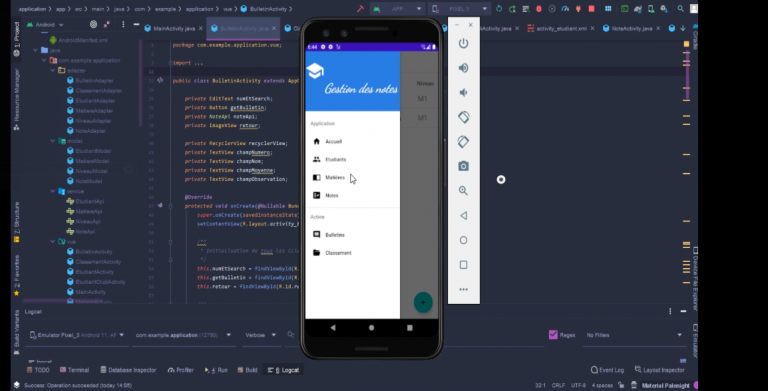 application app src main java com example application vue BulletinActivity
APP
PIXEL 3
Android
MainActivity.java
BulletinActivity.java
Activity.java
activity_etudiant.xml
NoteActivity.java
AndroidManifest.xml
java
com.example.application
adapter
BulletinAdapter
ClassementAdapter
EtudiantAdapter
MatiereAdapter
NiveauAdapter
NoteAdapter
model
EtudiantModel
MatiereModel
NiveauModel
NoteModel
service
EtudiantApi
MatiereApi
NiveauApi
NoteApi
vue
BulletinActivity
ClassementActivity
EtudiantActivity
MainActivity
MatiereActivity
1: Project
Resource Manager
Z: Structure
2: Favorites
Build Variants
package com.example.application.vue;
import ...
public class BulletinActivity extends App
private EditText numEtSearch;
private Button getBulletin;
private NoteApi noteApi;
private ImageView retour;
private RecyclerView recyclerView;
private TextView champNumero;
private TextView champNom;
private TextView champMoyenne;
private TextView champObservation;
@Override
protected void onCreate(@Nullable Bun
super.onCreate(savedInstanceState)
setContentView(R.layout.activity_
/**
* Initialisation de tout les
*/
this.numEtSearch = findViewById(R.
this.getBulletin = findViewById(R.
this.retour = findViewById(R.id.re
6:44
Gestion des notes
Application
Accueil
Etudiants
Matières
Notes
Action
Bulletins
Classement
Niveau
M1
M1
Gradle
Device File Explorer
Emulator
Logcat
Emulator Pixel_3 Android 11, AP
com.example.application
Verbose
Regex
No Filters
logcat
TODO
Terminal
Database Inspector
Profiler
4: Run
Build
6: Logcat
Event Log
Layout Inspector
Success: Operation succeeded (today 14:56)
32:1
CRLF
UTF-8
4 spaces
Material Palenight